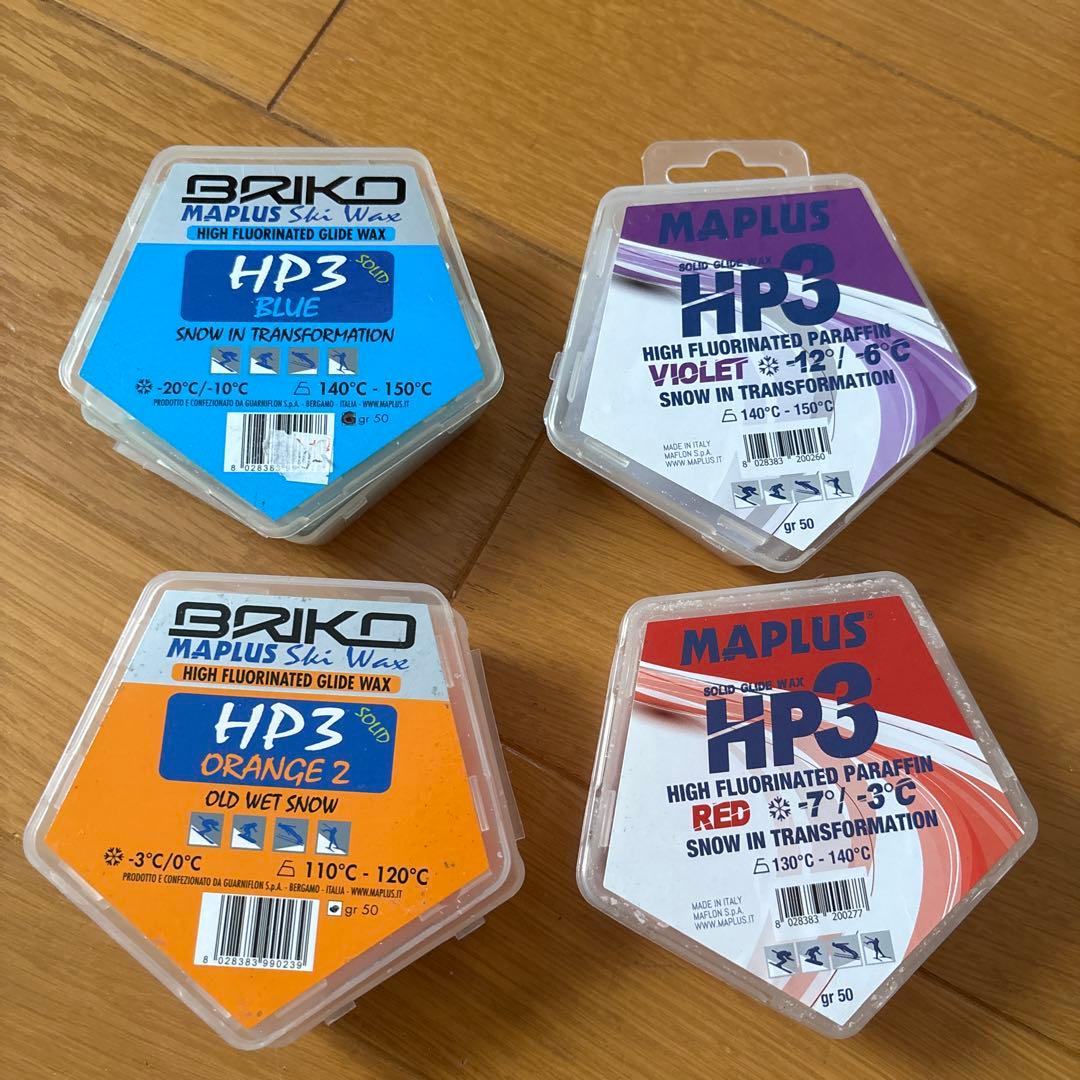 BRIKO
MAPLUS Ski Wax
HIGH FLUORINATED GLIDE WAX
HP3 SOLID
BLUE
SNOW IN TRANSFORMATION
-20°C/-10°C 140°C - 150°C
PRODOTTO E CONFEZIONATO DA GUARNIFLON S.p.A. - BERGAMO - ITALIA - WWW.MAPLUS.IT
gr 50
MAPLUS
SOLID GLIDE WAX
HP3
HIGH FLUORINATED PARAFFIN
VIOLET -12°/ -6°C
SNOW IN TRANSFORMATION
140°C - 150°C
MADE IN ITALY
MAFLON S.p.A.
WWW.MAPLUS.IT
8 028383 200260
gr 50
BRIKO
MAPLUS Ski Wax
HIGH FLUORINATED GLIDE WAX
HP3 SOLID
ORANGE 2
OLD WET SNOW
-3°C/0°C 110°C - 120°C
PRODOTTO E CONFEZIONATO DA GUARNIFLON S.p.A. - BERGAMO - ITALIA - WWW.MAPLUS.IT
gr 50
8 028383 990239
MAPLUS®
SOLID GLIDE WAX
HP3
HIGH FLUORINATED PARAFFIN
RED -7°/ -3°C
SNOW IN TRANSFORMATION
130°C - 140°C
MADE IN ITALY
MAFLON S.p.A.
WWW.MAPLUS.IT
8 028383 200277
gr 50